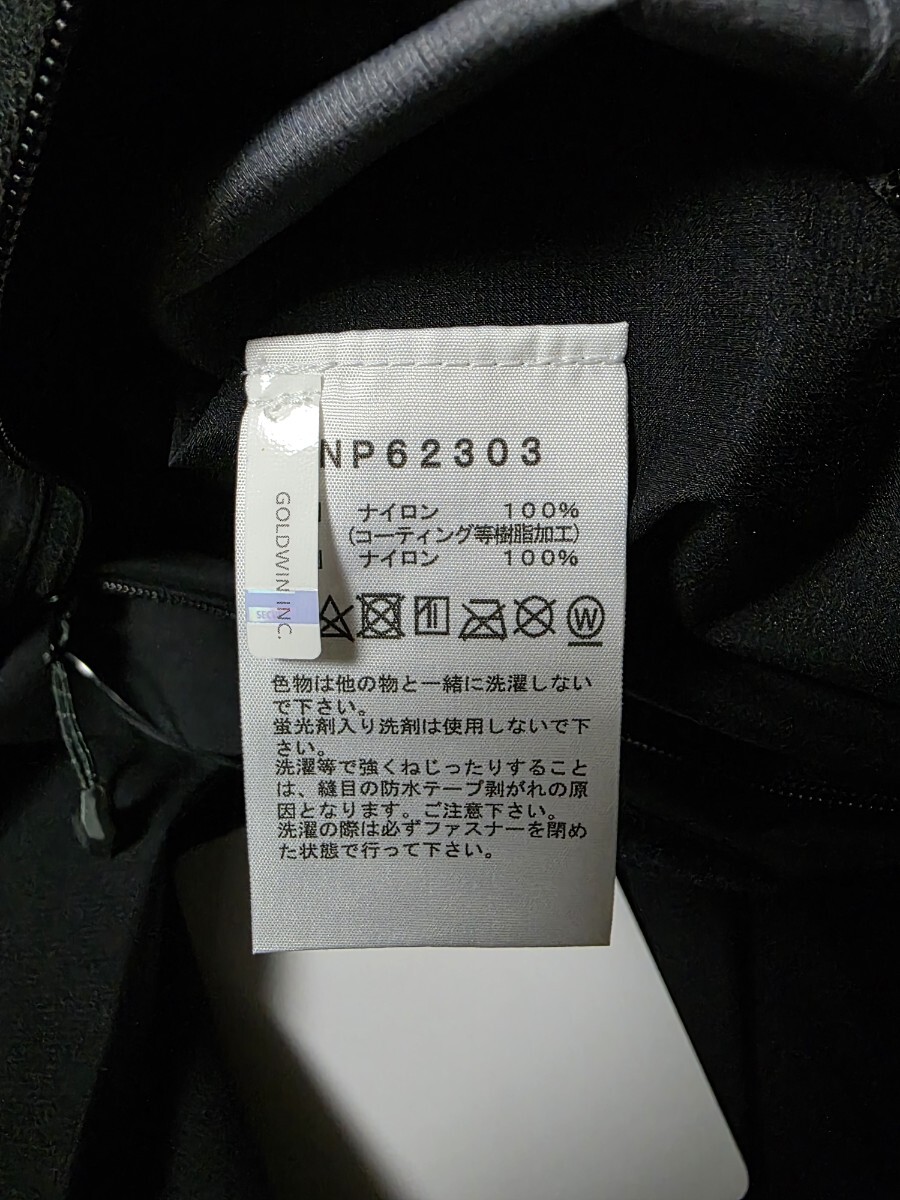 NP62303
ナイロン 100%
(コーティング等樹脂加工)
ナイロン 100%
GOLDWIN INC.
SEC
W
色物は他の物と一緒に洗濯しない
で下さい。
蛍光剤入り洗剤は使用しないで下
さい。
洗濯等で強くねじったりすること
は、縫目の防水テープ剥がれの原
因となります。ご注意下さい。
洗濯の際は必ずファスナーを閉め
た状態で行って下さい。